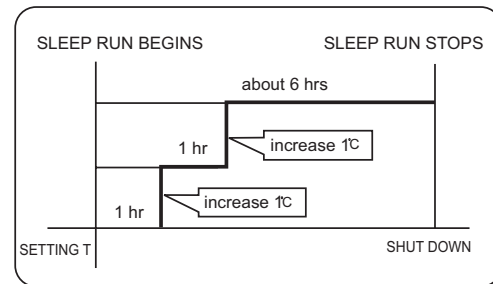 SLEEP RUN BEGINS
SLEEP RUN STOPS
about 6 hrs
1 hr
increase 1℃
1 hr
increase 1℃
SETTING T
SHUT DOWN